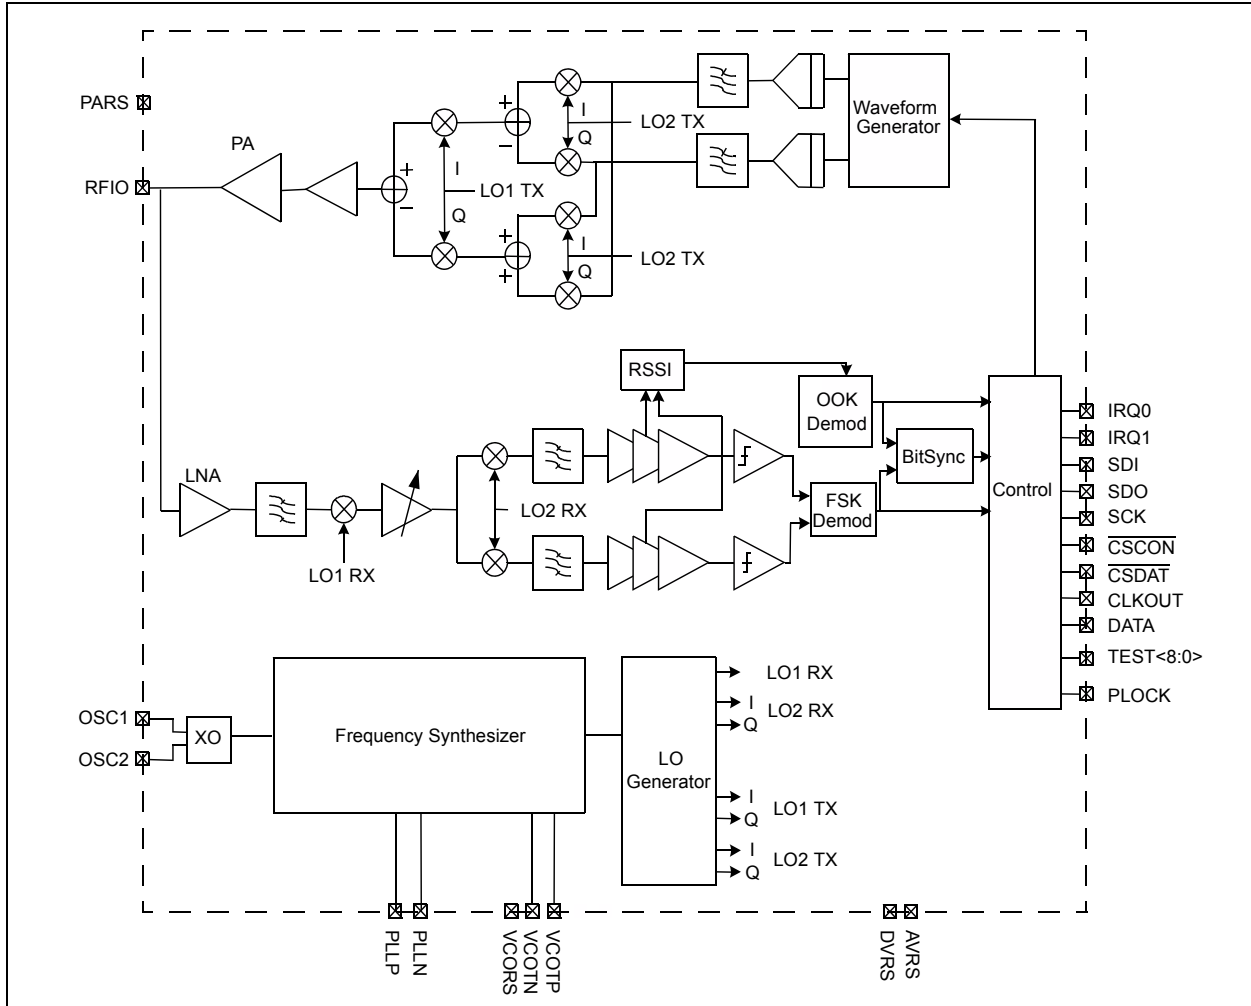 PARS
PA
RFIO
+
−
I
Q
LO1 TX
+
−
I
Q
LO2 TX
+
+
I
Q
LO2 TX
Waveform
Generator
RSSI
OOK
Demod
BitSync
FSK
Demod
Control
LNA
LO1 RX
LO2 RX
IRQ0
IRQ1
SDI
SDO
SCK
CSCON
CSDAT
CLKOUT
DATA
TEST<8:0>
PLOCK
OSC1
OSC2
XO
Frequency Synthesizer
LO
Generator
LO1 RX
I
Q
LO2 RX
I
Q
LO1 TX
I
Q
LO2 TX
PLLP
PLLN
VCORS
VCOTN
VCOTP
DVRS
AVRS